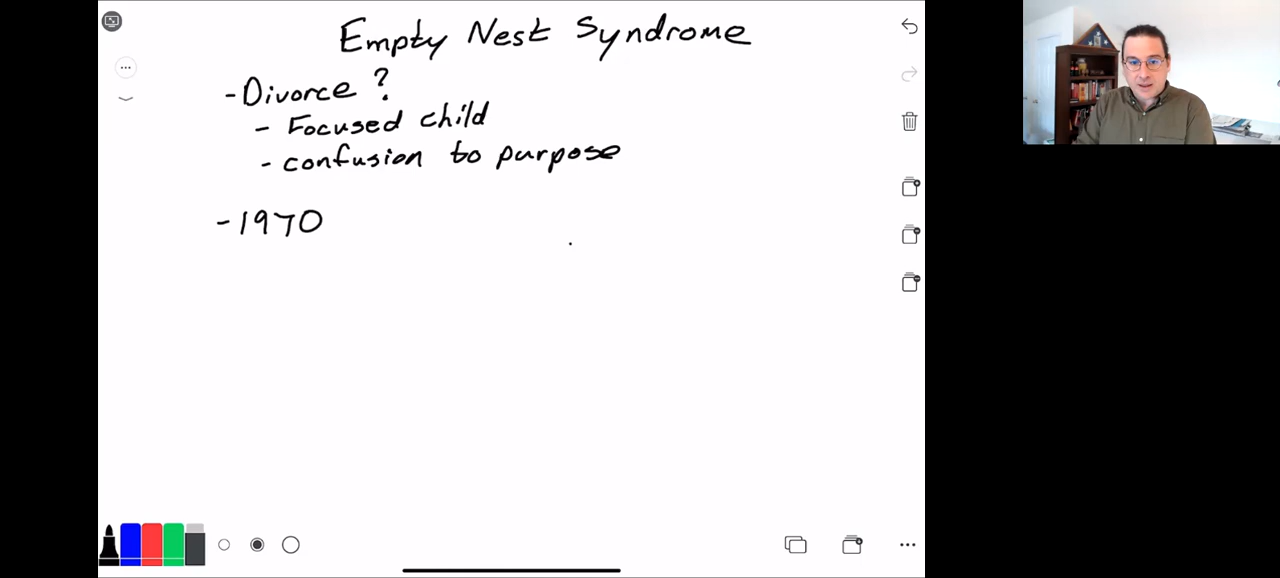 Empty Nest Syndrome
- Divorce ?
- Focused child
- confusion to purpose
- 1970